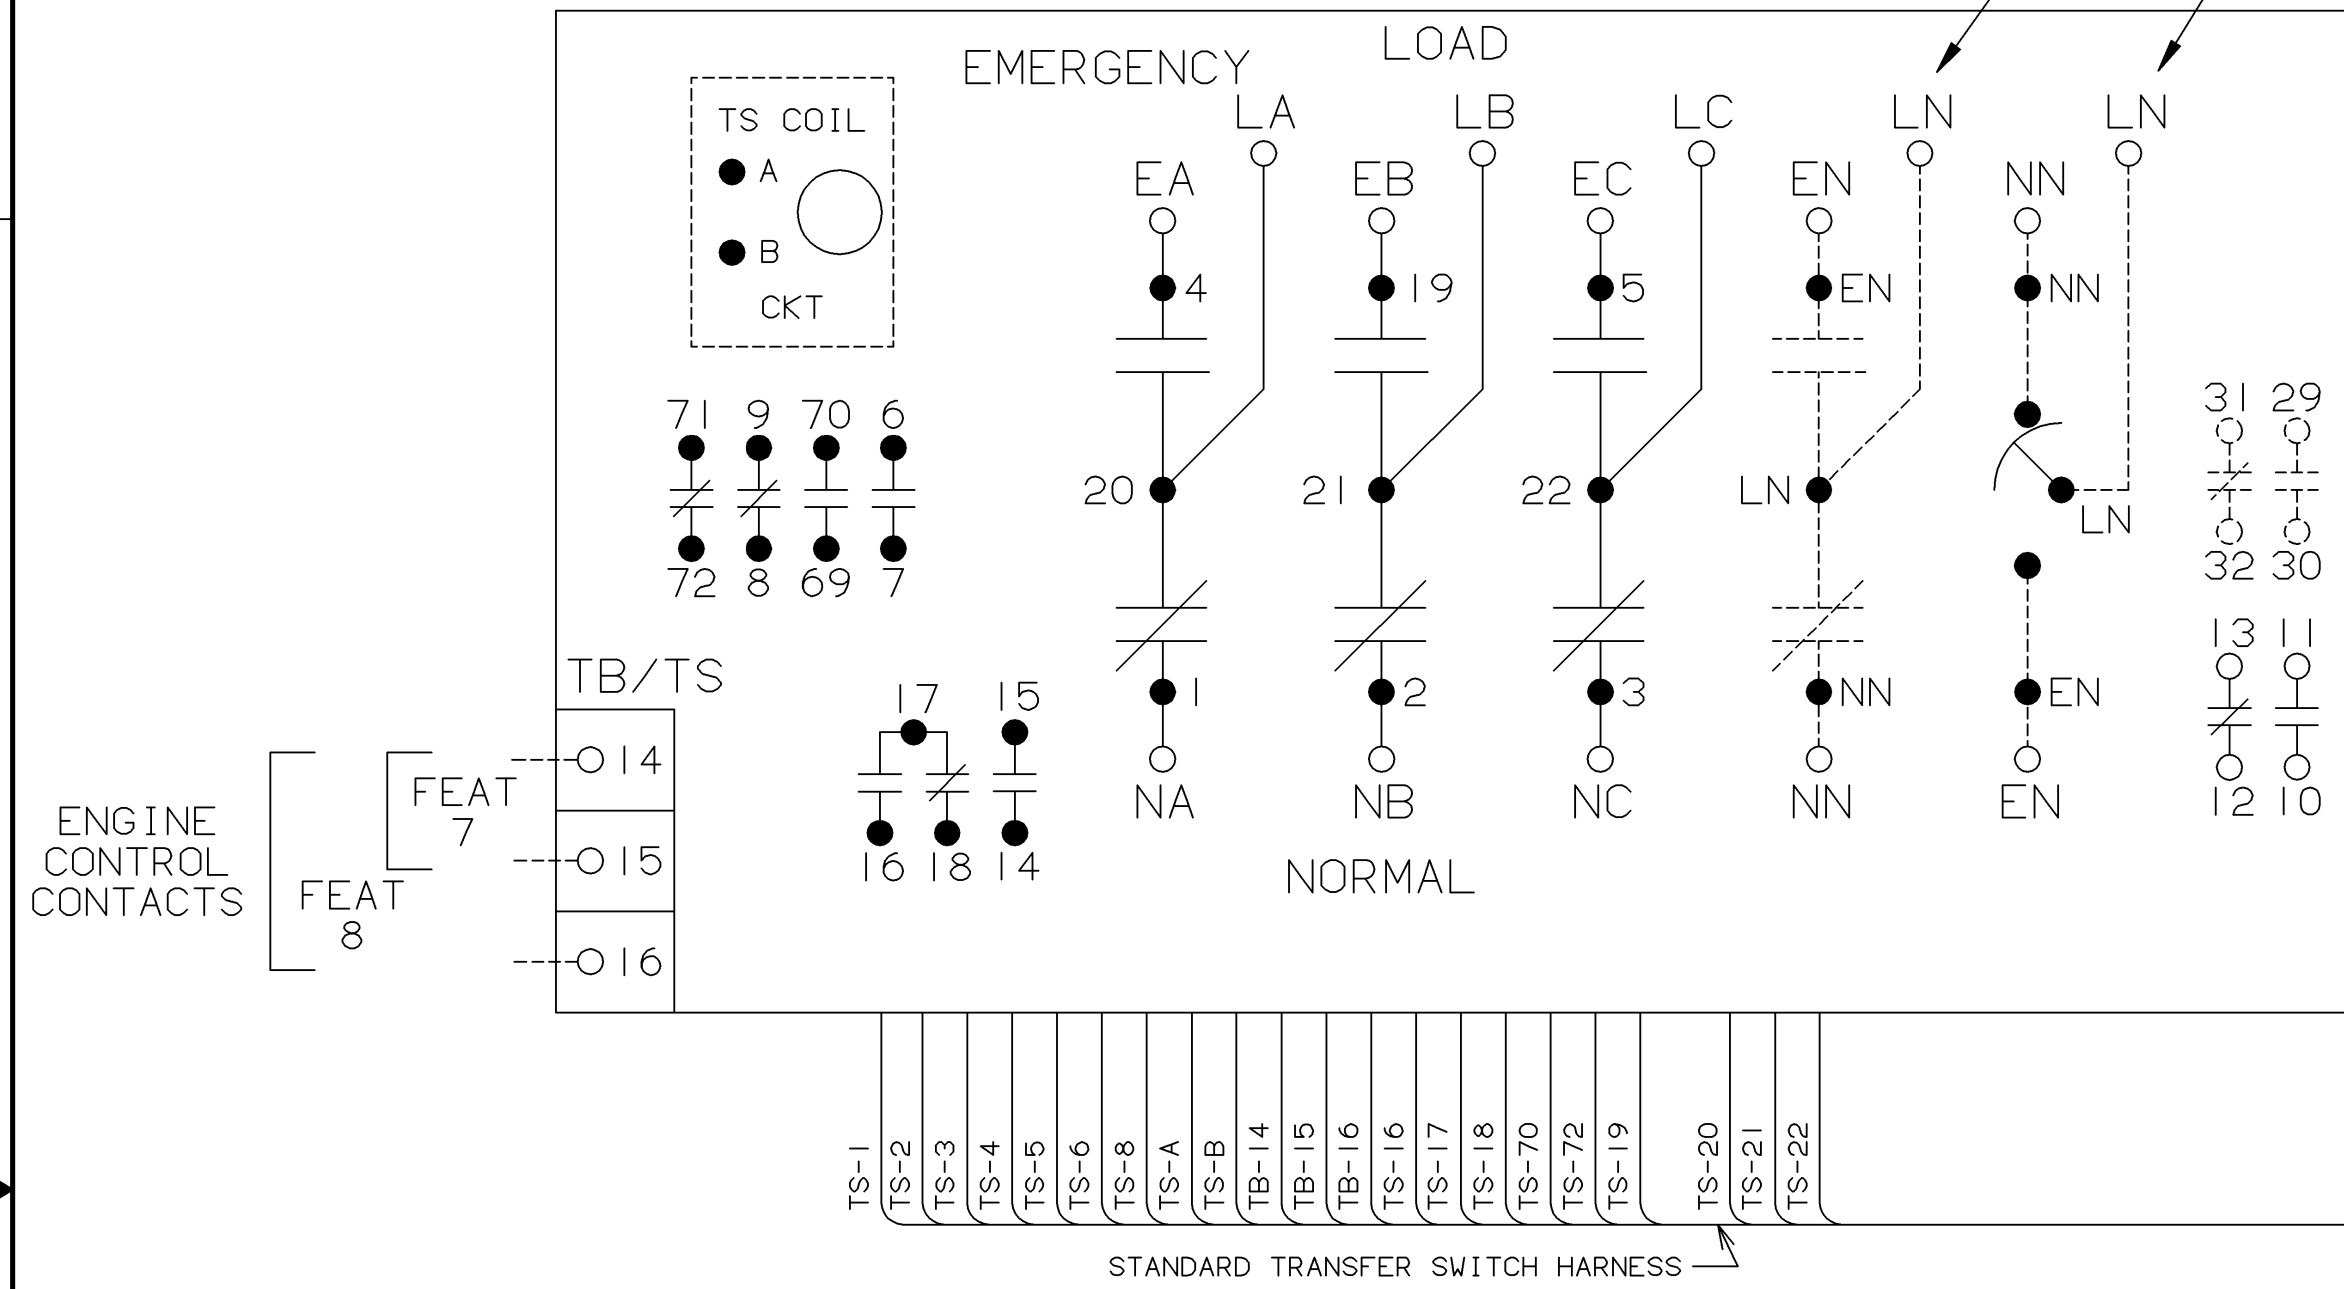 LOAD
EMERGENCY
LA LB LC LN LN
TS COIL
A
B
CKT
EA EB EC EN NN
4 19 5 EN NN
71 9 70 6
72 8 69 7
20 21 22 LN LN
31 29
32 30
13 11
12 10
TB/TS
17 15
16 18 14
1 2 3 NN EN
NA NB NC NN EN
NORMAL
14
15
16
FEAT
7
FEAT
8
ENGINE
CONTROL
CONTACTS
TS-1
TS-2
TS-3
TS-4
TS-5
TS-6
TS-8
TS-A
TS-B
TB-14
TB-15
TB-16
TS-16
TS-17
TS-18
TS-70
TS-72
TS-19
TS-20
TS-21
TS-22
STANDARD TRANSFER SWITCH HARNESS